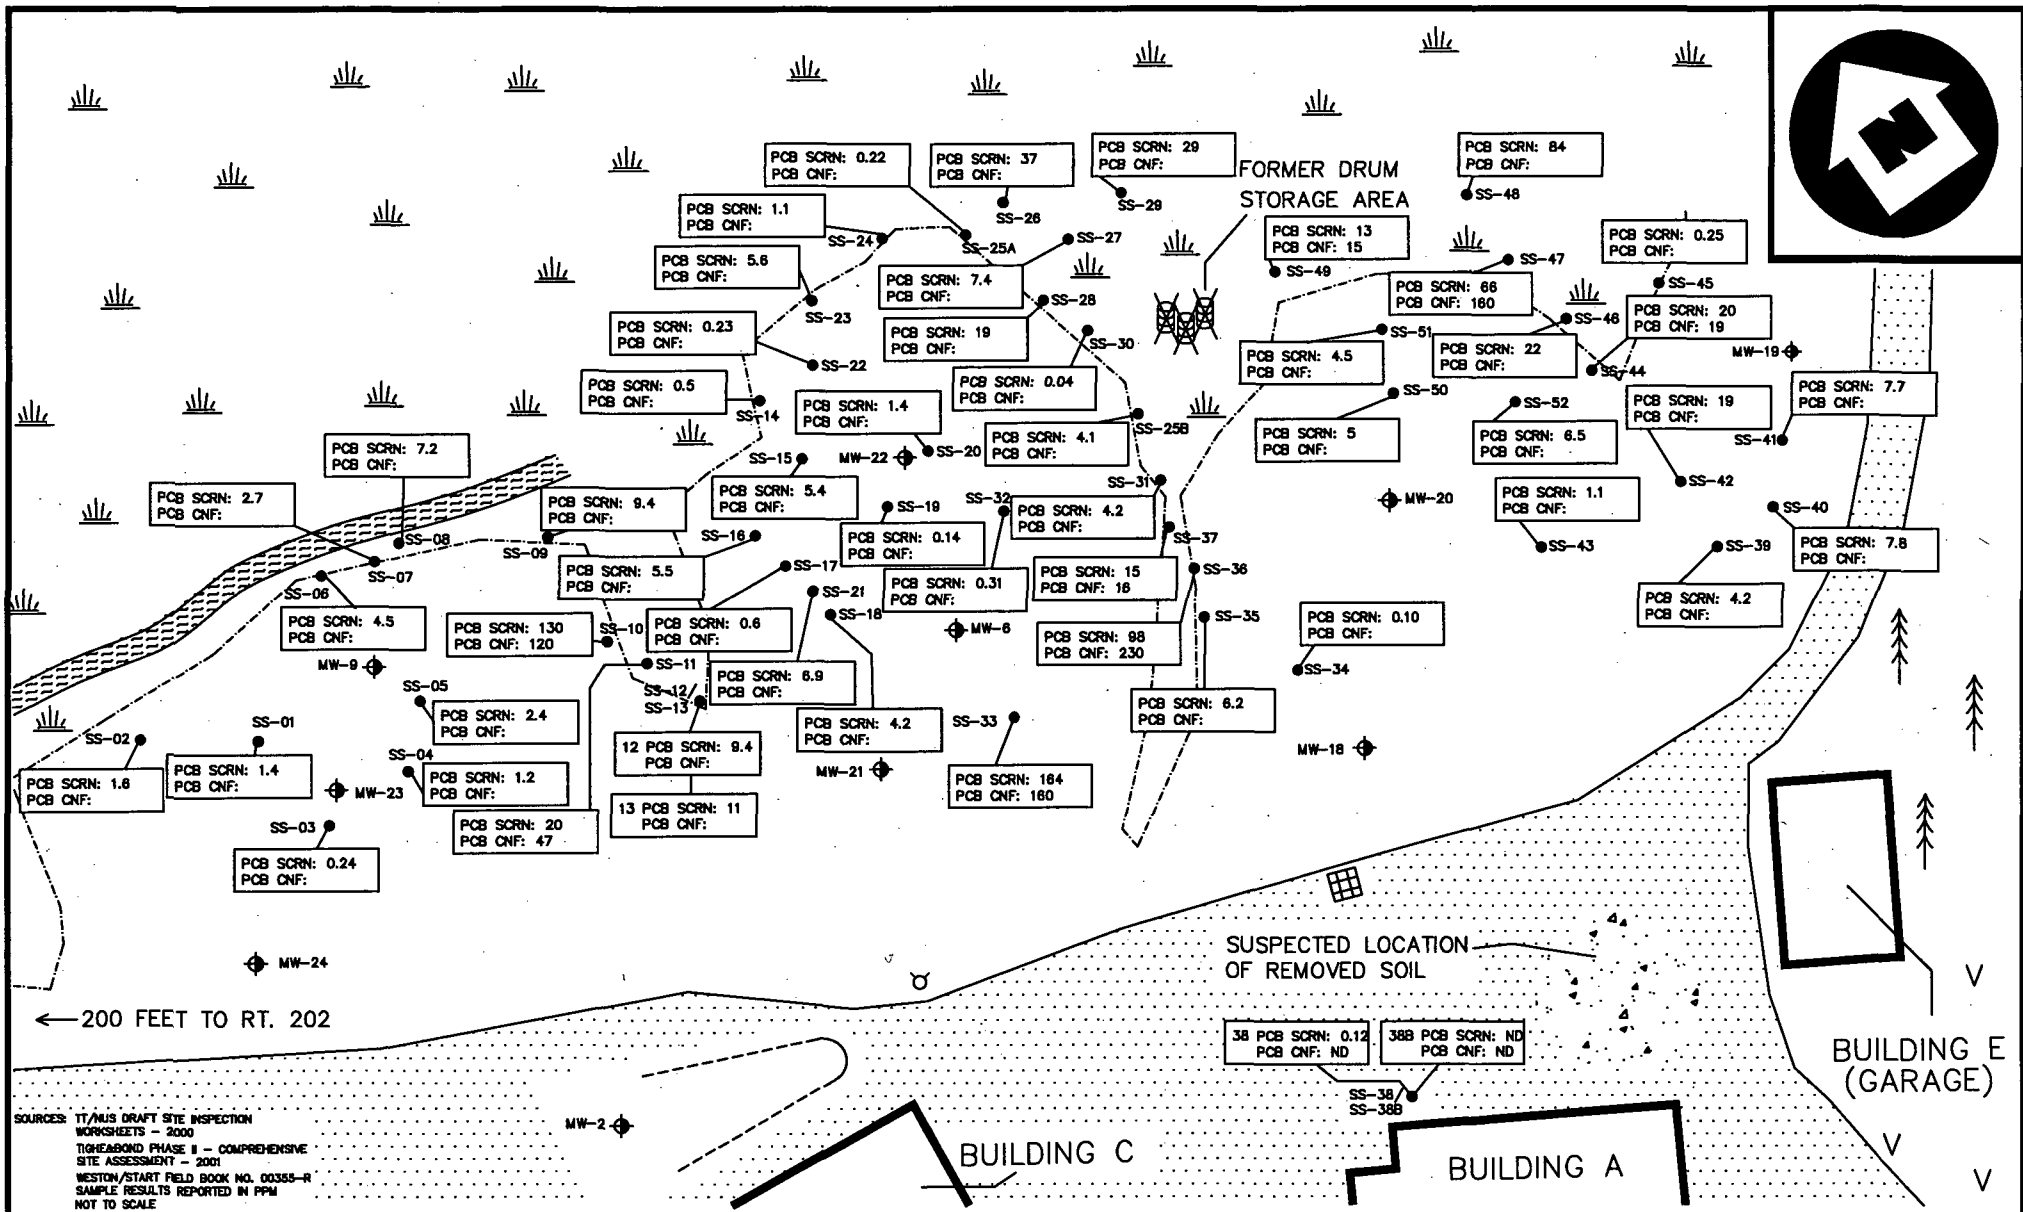 N
PCB SCRN: 0.22
PCB CNF:
PCB SCRN: 37
PCB CNF:
PCB SCRN: 29
PCB CNF:
PCB SCRN: 84
PCB CNF:
FORMER DRUM
STORAGE AREA
SS-48
SS-29
SS-26
PCB SCRN: 1.1
PCB CNF:
SS-24
SS-25A
SS-27
PCB SCRN: 13
PCB CNF: 15
SS-49
PCB SCRN: 0.25
PCB CNF:
SS-47
SS-45
PCB SCRN: 5.6
PCB CNF:
SS-23
PCB SCRN: 7.4
PCB CNF:
SS-28
PCB SCRN: 66
PCB CNF: 160
SS-46
PCB SCRN: 20
PCB CNF: 19
PCB SCRN: 0.23
PCB CNF:
SS-22
PCB SCRN: 19
PCB CNF:
SS-30
SS-51
PCB SCRN: 4.5
PCB CNF:
PCB SCRN: 22
PCB CNF:
SS-44
MW-19
PCB SCRN: 0.5
PCB CNF:
SS-14
PCB SCRN: 0.04
PCB CNF:
SS-50
SS-52
PCB SCRN: 19
PCB CNF:
PCB SCRN: 7.7
PCB CNF:
SS-41
PCB SCRN: 1.4
PCB CNF:
MW-22
SS-20
PCB SCRN: 4.1
PCB CNF:
SS-25B
PCB SCRN: 5
PCB CNF:
PCB SCRN: 6.5
PCB CNF:
PCB SCRN: 7.2
PCB CNF:
SS-15
PCB SCRN: 5.4
PCB CNF:
SS-31
SS-42
PCB SCRN: 2.7
PCB CNF:
PCB SCRN: 9.4
PCB CNF:
SS-19
SS-32
PCB SCRN: 4.2
PCB CNF:
MW-20
PCB SCRN: 1.1
PCB CNF:
SS-40
SS-08
SS-09
SS-16
PCB SCRN: 0.14
PCB CNF:
SS-37
SS-43
SS-39
PCB SCRN: 7.8
PCB CNF:
SS-07
SS-06
PCB SCRN: 5.5
PCB CNF:
SS-17
PCB SCRN: 0.31
PCB CNF:
PCB SCRN: 15
PCB CNF: 16
SS-36
PCB SCRN: 4.2
PCB CNF:
PCB SCRN: 4.5
PCB CNF:
SS-21
SS-18
SS-35
PCB SCRN: 0.10
PCB CNF:
PCB SCRN: 130
PCB CNF: 120
SS-10
PCB SCRN: 0.6
PCB CNF:
MW-6
PCB SCRN: 98
PCB CNF: 230
SS-34
MW-9
SS-11
PCB SCRN: 6.9
PCB CNF:
SS-05
SS-12
SS-13
PCB SCRN: 6.2
PCB CNF:
PCB SCRN: 2.4
PCB CNF:
PCB SCRN: 4.2
PCB CNF:
SS-33
SS-02
SS-01
12 PCB SCRN: 9.4
PCB CNF:
MW-18
PCB SCRN: 1.6
PCB CNF:
PCB SCRN: 1.4
PCB CNF:
SS-04
PCB SCRN: 1.2
PCB CNF:
MW-21
PCB SCRN: 164
PCB CNF: 160
MW-23
13 PCB SCRN: 11
PCB CNF:
SS-03
PCB SCRN: 20
PCB CNF: 47
PCB SCRN: 0.24
PCB CNF:
SUSPECTED LOCATION
OF REMOVED SOIL
MW-24
V
200 FEET TO RT. 202
38 PCB SCRN: 0.12
PCB CNF: ND
38B PCB SCRN: ND
PCB CNF: ND
BUILDING E
(GARAGE)
SS-38
SS-38B
MW-2
BUILDING C
BUILDING A
V
V
SOURCES: TT/NUS DRAFT SITE INSPECTION
WORKSHEETS - 2000
TIGHE&BOND PHASE II - COMPREHENSIVE
SITE ASSESSMENT - 2001
WESTON/START FIELD BOOK NO. 00355-R
SAMPLE RESULTS REPORTED IN PPM
NOT TO SCALE